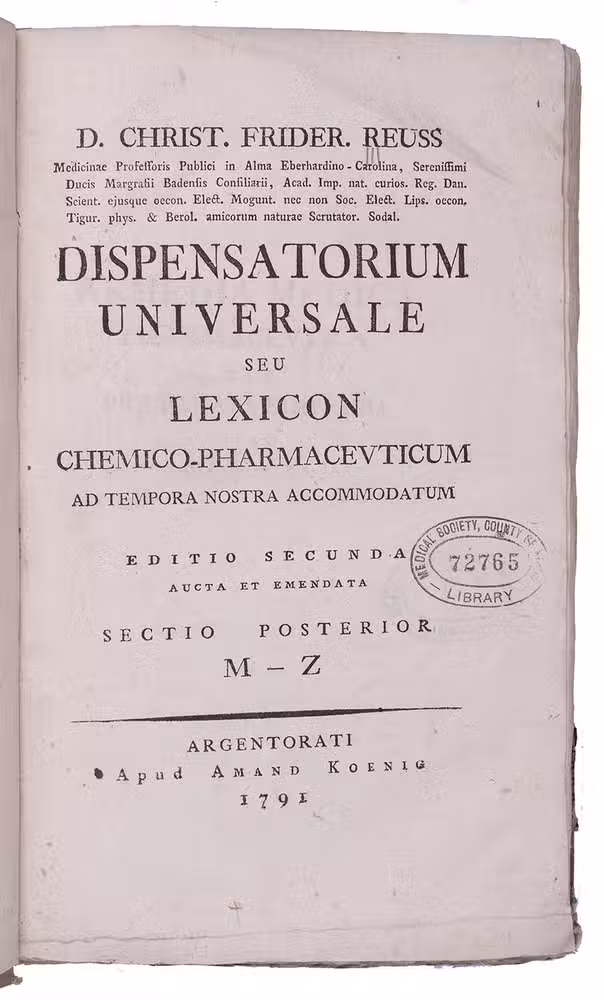 D. CHRIST. FRIDER. REUSS
Medicinae Profeſſoris Publici in Alma Eberhardino-Carolina, Sereniſſimi
Ducis Margrafii Badenſis Conſiliarii, Acad. Imp. nat. curios. Reg. Dan.
Scient. ejusque oecon. Elect. Mogunt. nec non Soc. Elect. Lips. oecon.
Tigur. phys. & Berol. amicorum naturae Scrutator. Sodal.
DISPENSATORIUM
UNIVERSALE
SEU
LEXICON
CHEMICO-PHARMACEVTICUM
AD TEMPORA NOSTRA ACCOMMODATUM
EDITIO SECUNDA
AUCTA ET EMENDATA
SECTIO POSTERIOR
M – Z
ARGENTORATI
Apud AMAND KOENIG
1791
MEDICAL SOCIETY, COUNTY
72765
LIBRARY